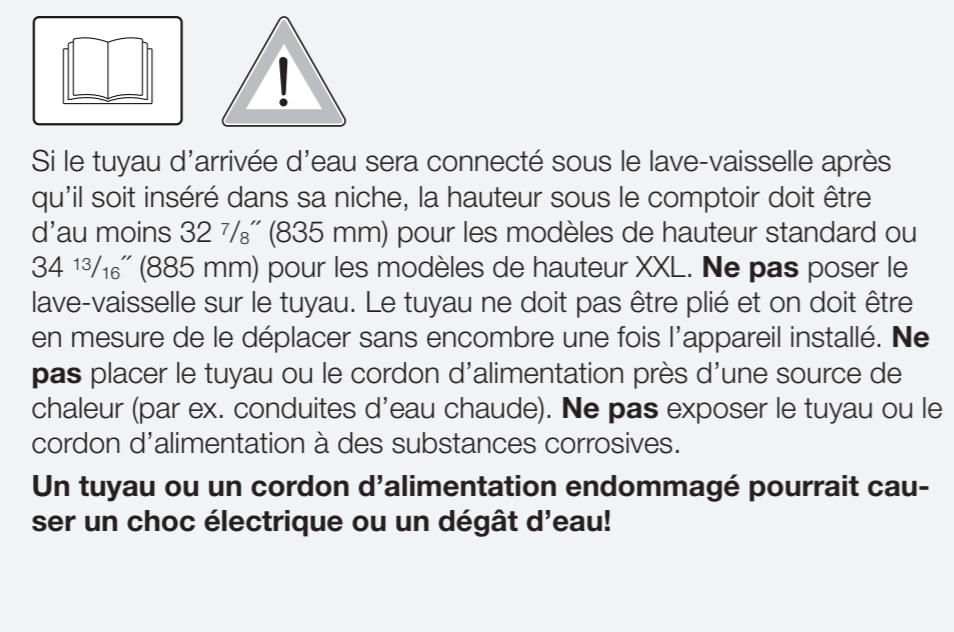 Si le tuyau d’arrivée d’eau sera connecté sous le lave-vaisselle après
qu’il soit inséré dans sa niche, la hauteur sous le comptoir doit être
d’au moins 32 7/8˝ (835 mm) pour les modèles de hauteur standard ou
34 13/16˝ (885 mm) pour les modèles de hauteur XXL. Ne pas poser le
lave-vaisselle sur le tuyau. Le tuyau ne doit pas être plié et on doit être
en mesure de le déplacer sans encombre une fois l’appareil installé. Ne
pas placer le tuyau ou le cordon d’alimentation près d’une source de
chaleur (par ex. conduites d’eau chaude). Ne pas exposer le tuyau ou le
cordon d’alimentation à des substances corrosives.
Un tuyau ou un cordon d’alimentation endommagé pourrait cau-
ser un choc électrique ou un dégât d’eau!